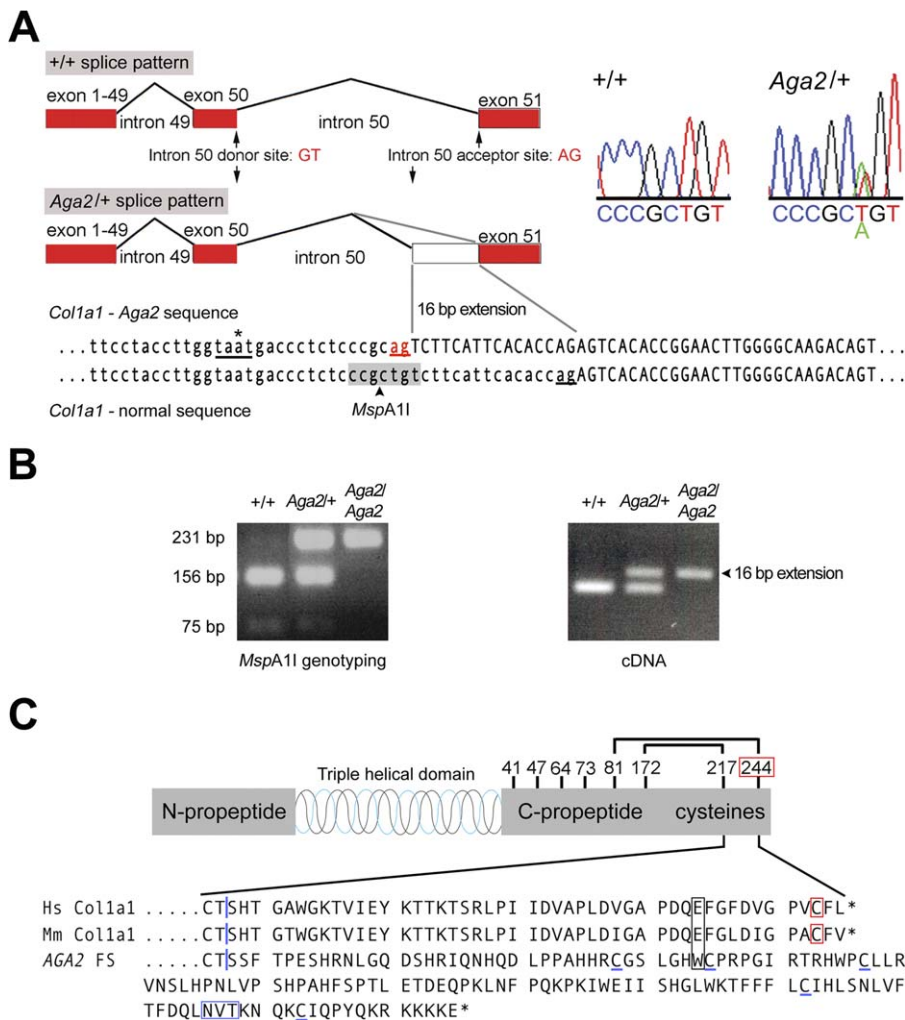 A
+/+ splice pattern
exon 1-49 exon 50 exon 51
intron 49 intron 50
Intron 50 donor site: GT Intron 50 acceptor site: AG
Aga2/+ splice pattern
exon 1-49 exon 50 exon 51
intron 49 intron 50
+/+ Aga2/+
CCCGCTGT CCCGCTGT
A
Col1a1 - Aga2 sequence 16 bp extension
*
...ttcctaccttggtaatgaccctctcccgcagTCTTCATTCACACCAGAGTCACACCGGAACTTGGGGCAAGACAGT...
...ttcctaccttggtaatgaccctctcccgctgtcttcattcacaccagAGTCACACCGGAACTTGGGGCAAGACAGT...
Col1a1 - normal sequence MspA1I
B
+/+ Aga2/+ Aga2/Aga2
231 bp
156 bp
75 bp
MspA1I genotyping
+/+ Aga2/+ Aga2/Aga2
16 bp extension
cDNA
C
41 47 64 73 81 172 217 244
Triple helical domain
N-propeptide C-propeptide cysteines
Hs Col1a1 .....CTSHT GAWGKTVIEY KTTKTSRLPI IDVAPLDVGA PDQEFGFDVG PVCFL*
Mm Col1a1 .....CTSHT GTWGKTVIEY KTTKTSRLPI IDVAPLDIGA PDQEFGLDIG PACFV*
AGA2 FS .....CTSSF TPESHRNLGQ DSHRIQNHQD LPPAHHRCGS LGHWCPRPGI RTRHWPCLLR
VNSLHPNLVP SHPAHFSPTL ETDEQPKLNF PQKPKIWEII SHGLWKTFFF LCIHLSNLVF
TFDQLNVTKN QKCIQPYQKR KKKKE*